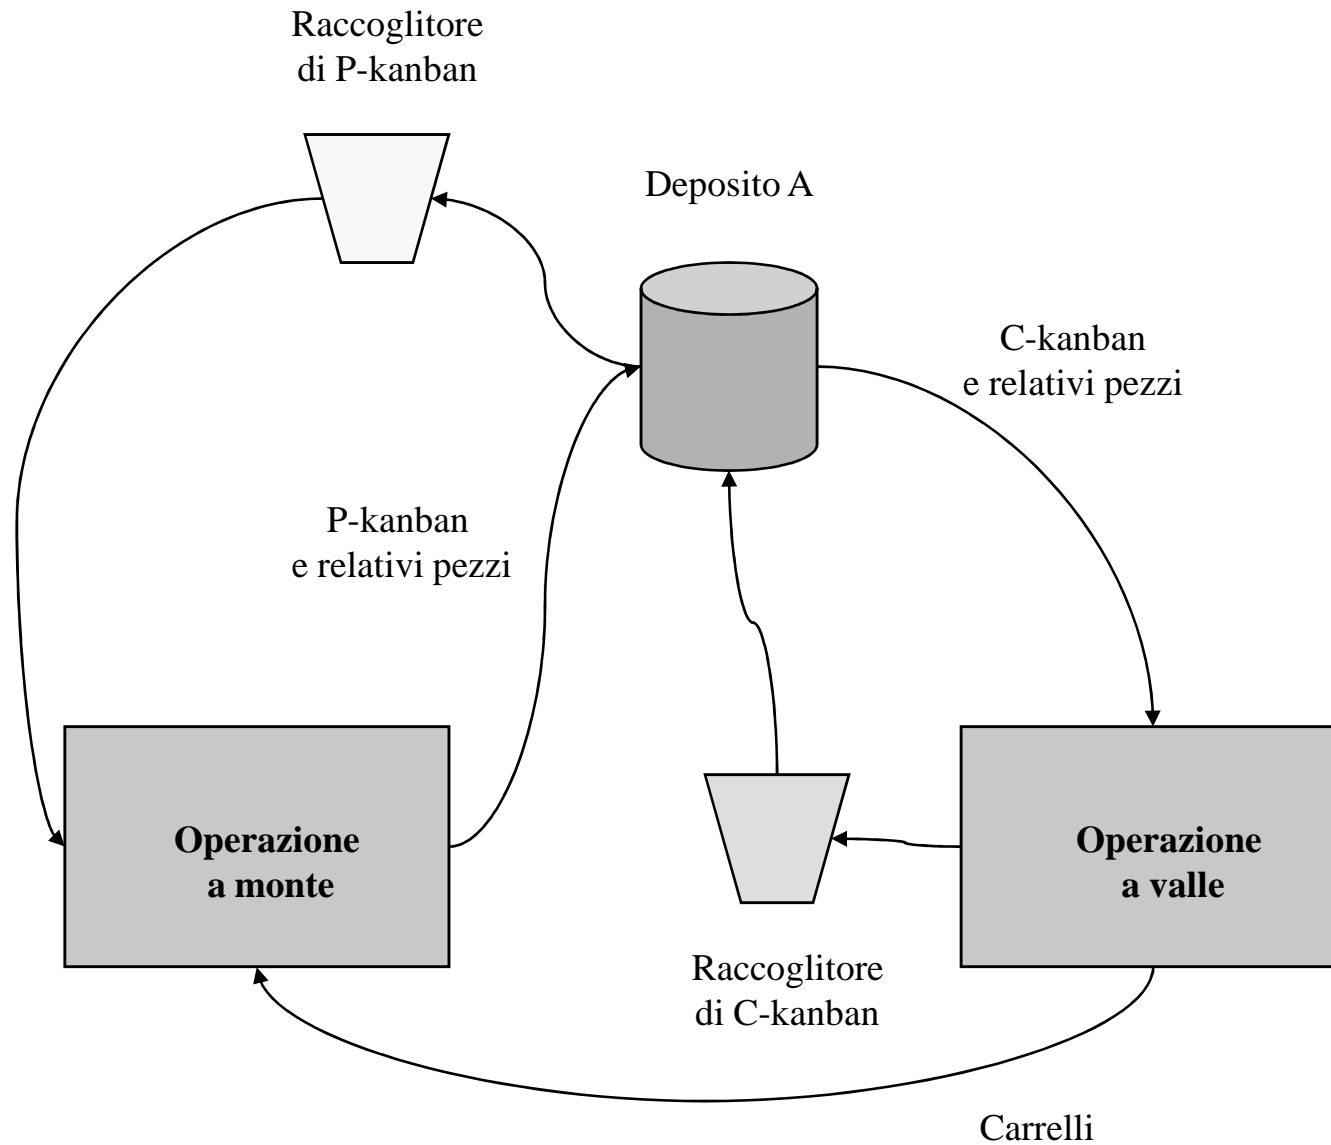 Raccoglitore
di P-kanban
Deposito A
C-kanban
e relativi pezzi
P-kanban
e relativi pezzi
Operazione
a monte
Operazione
a valle
Raccoglitore
di C-kanban
Carrelli